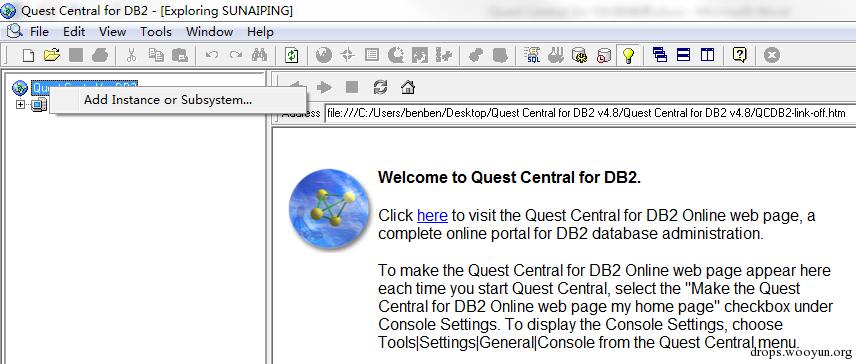 Quest Central for DB2 - [Exploring SUNAIPING]
File Edit View Tools Window Help
SQL
Quest Central for DB2
Add Instance or Subsystem...
Address file:///C:/Users/benben/Desktop/Quest Central for DB2 v4.8/Quest Central for DB2 v4.8/QCDB2-link-off.htm
Welcome to Quest Central for DB2.
Click here to visit the Quest Central for DB2 Online web page, a
complete online portal for DB2 database administration.
To make the Quest Central for DB2 Online web page appear here
each time you start Quest Central, select the "Make the Quest
Central for DB2 Online web page my home page" checkbox under
Console Settings. To display the Console Settings, choose
Tools|Settings|General|Console from the Quest Central menu.
drops.wooyun.org